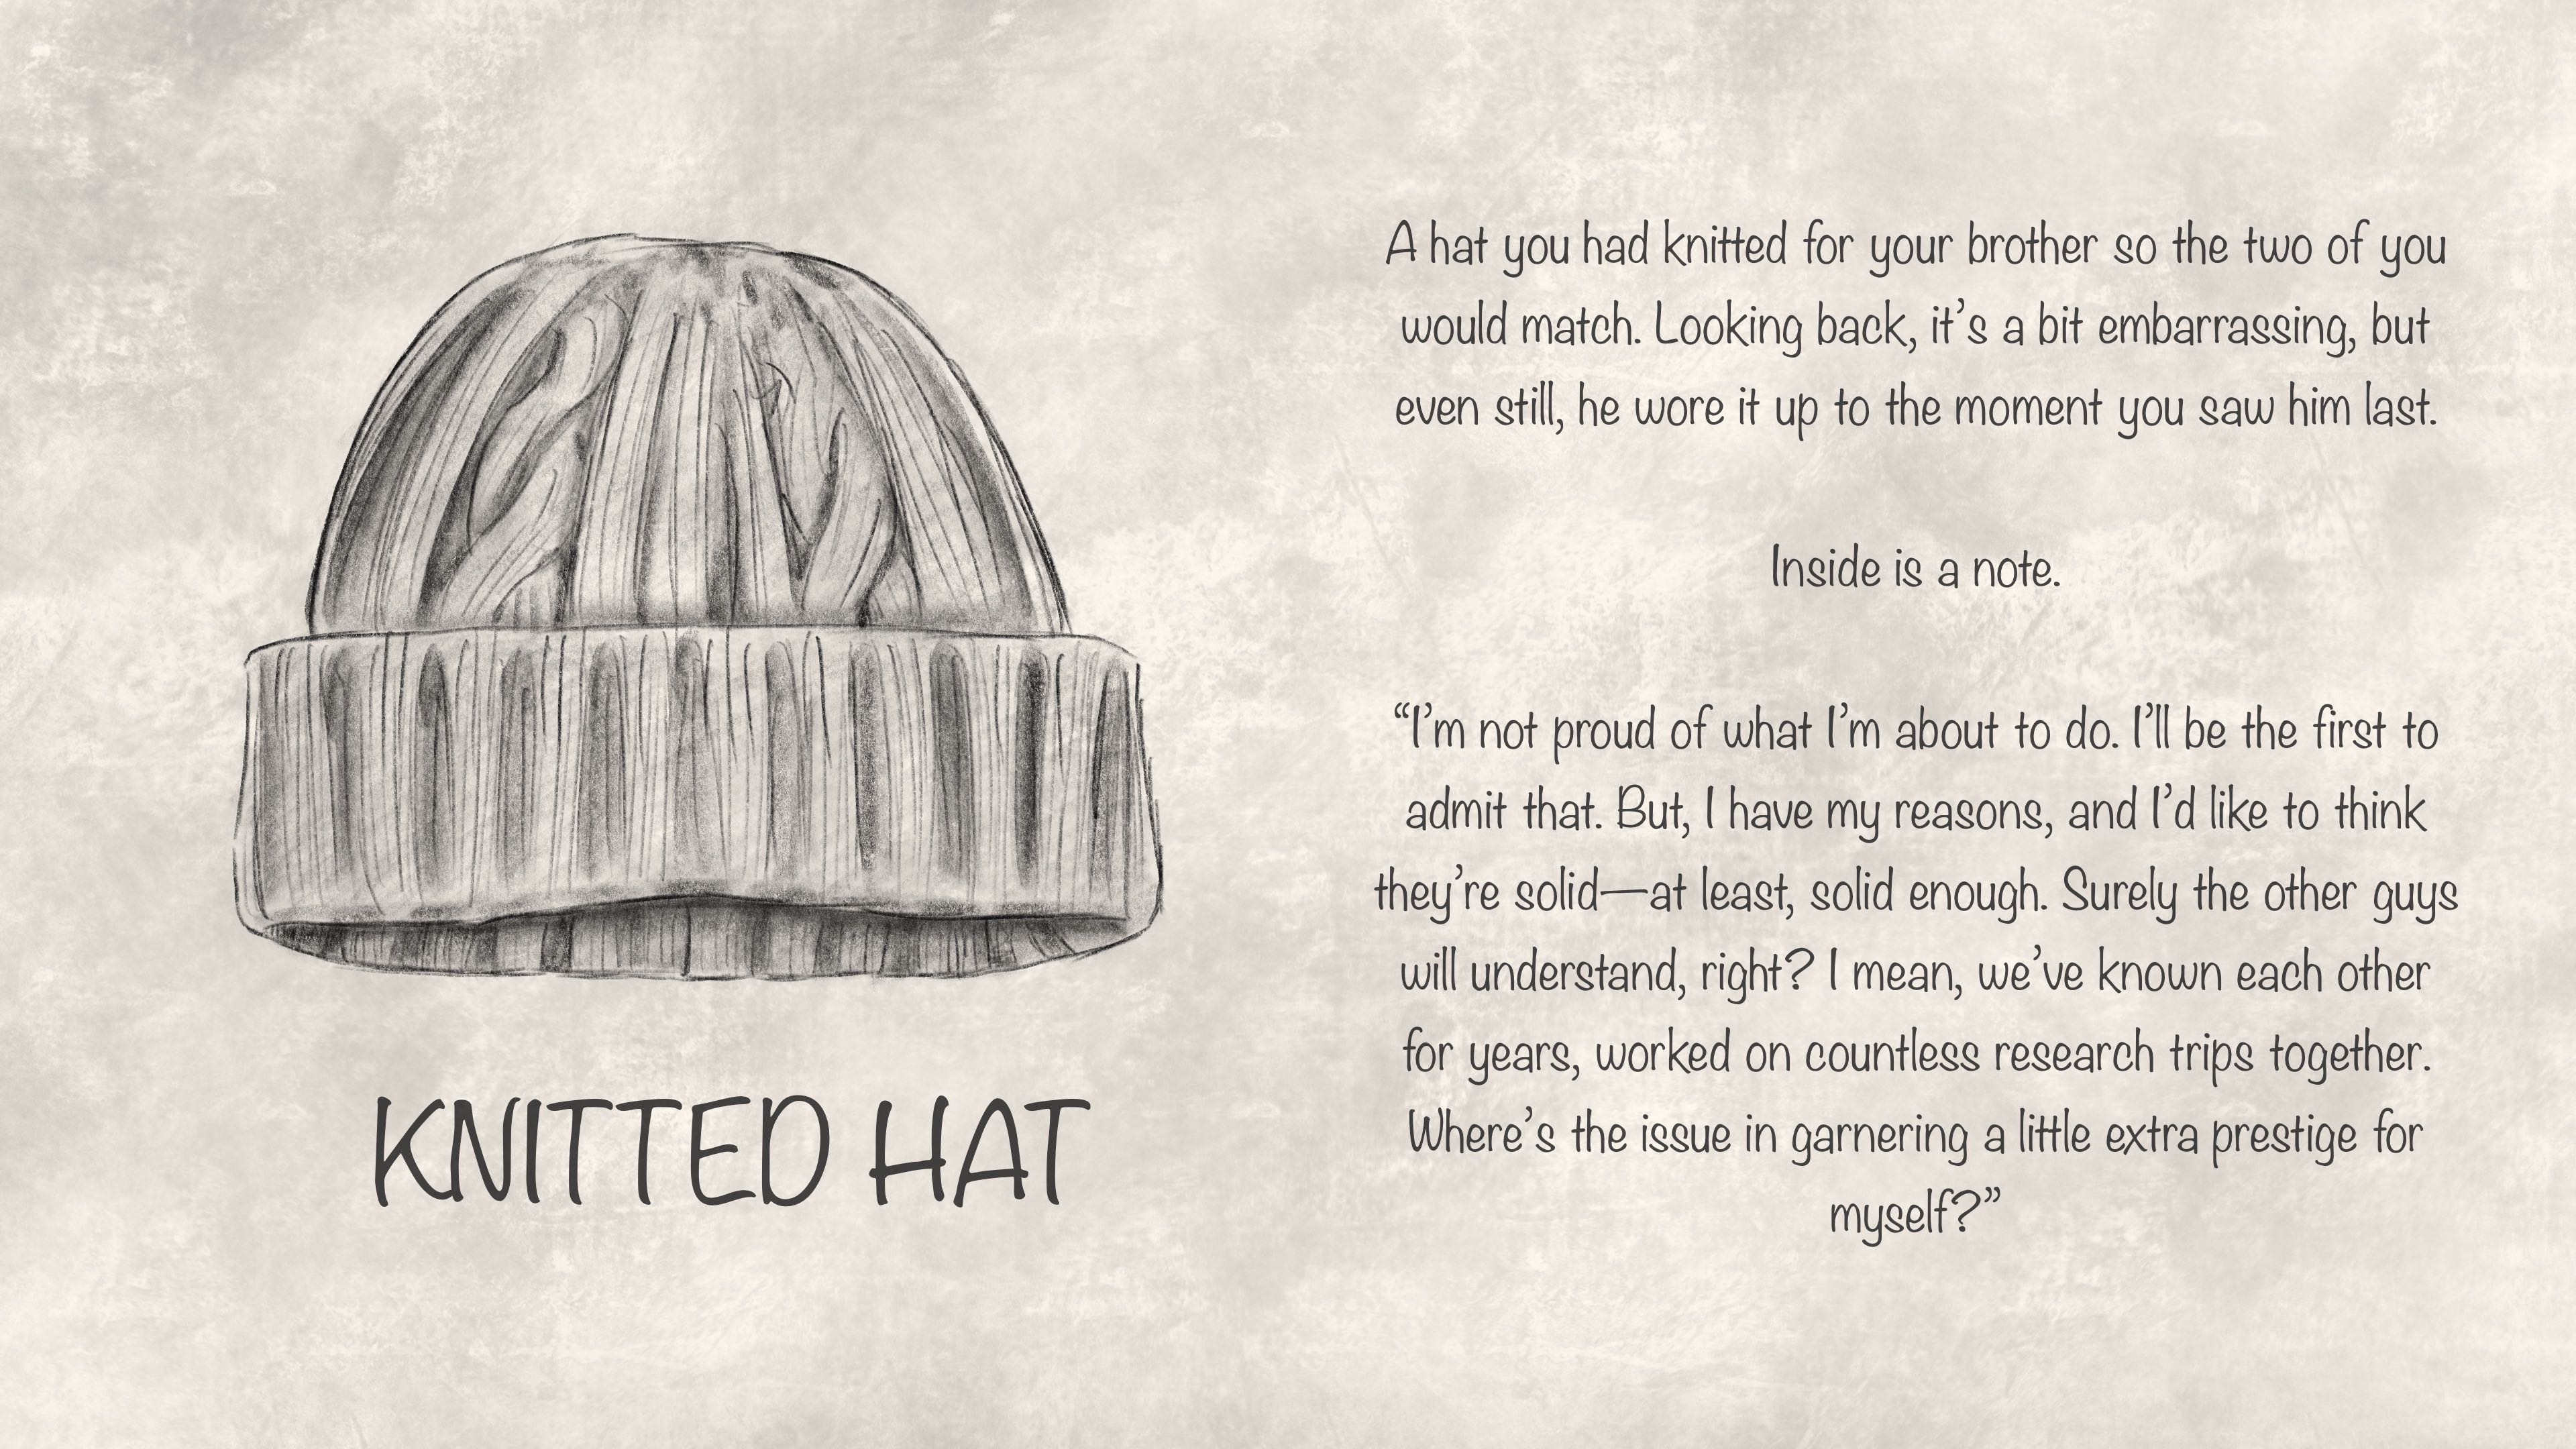 A hat you had knitted for your brother so the two of you
would match. Looking back, it’s a bit embarrassing, but
even still, he wore it up to the moment you saw him last.
Inside is a note.
“I’m not proud of what I’m about to do. I’ll be the first to
admit that. But, I have my reasons, and I’d like to think
they’re solid—at least, solid enough. Surely the other guys
will understand, right? I mean, we’ve known each other
for years, worked on countless research trips together.
Where’s the issue in garnering a little extra prestige for
myself?”
KNITTED HAT